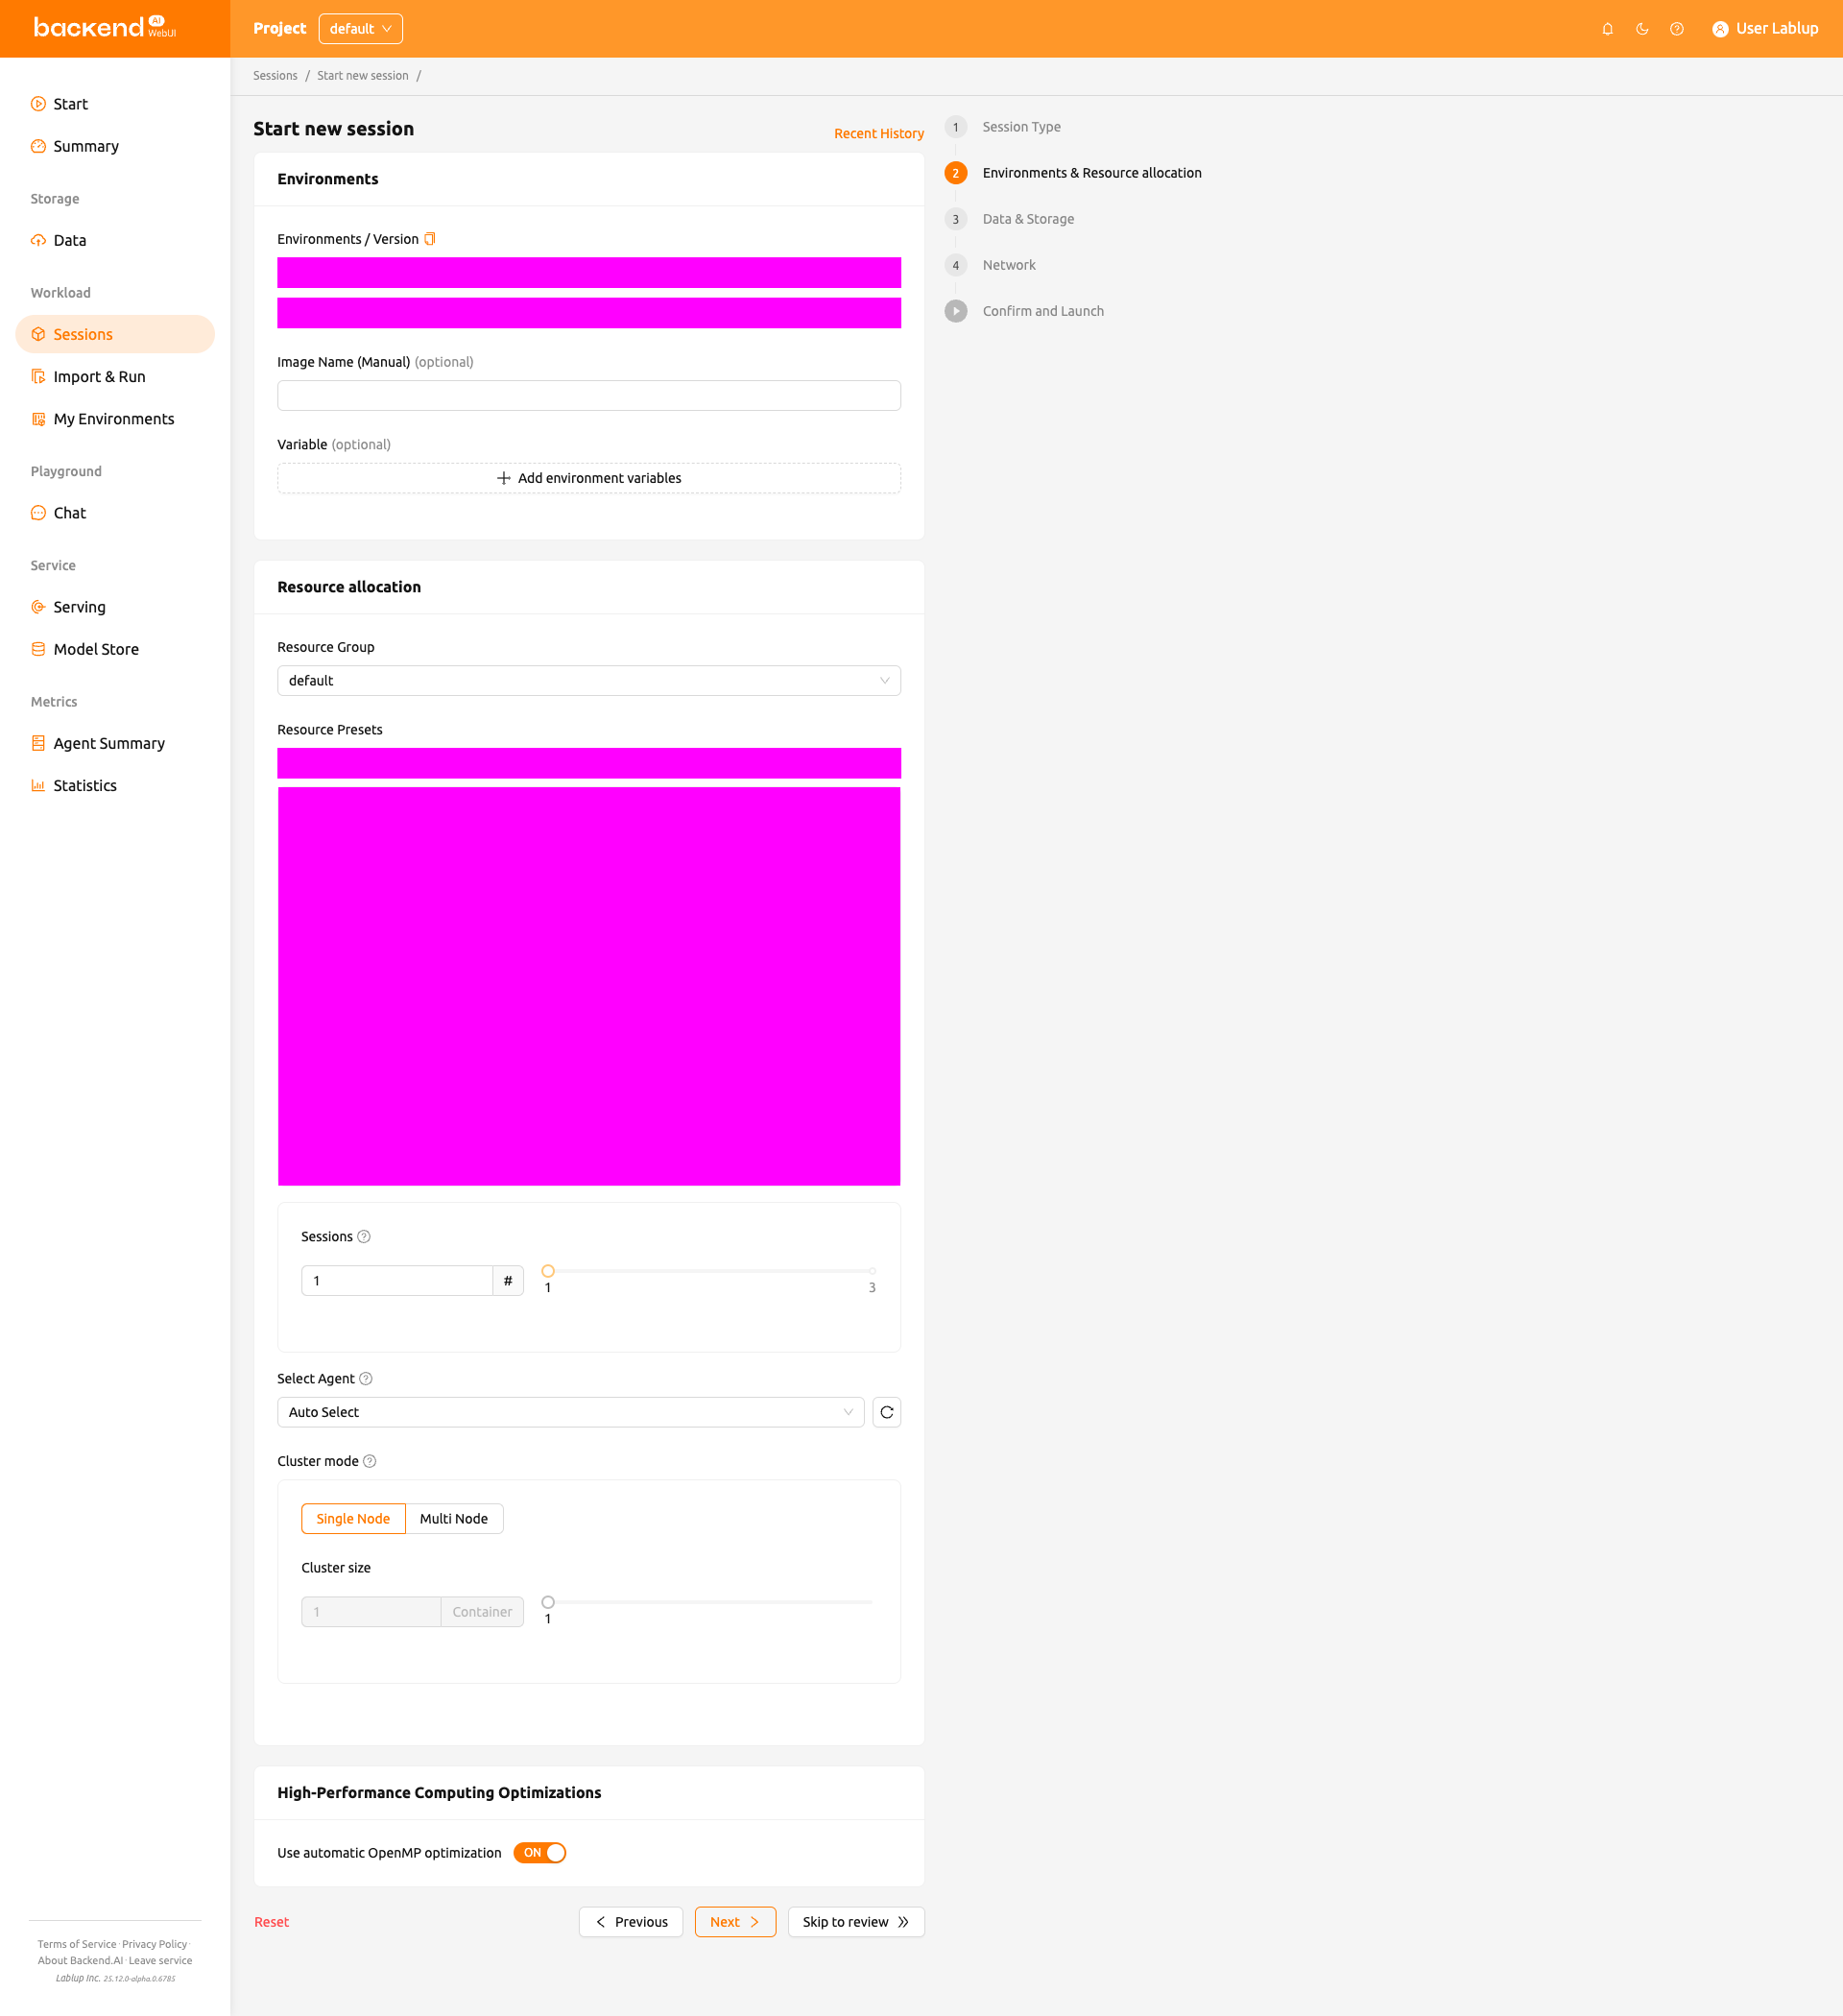 backend AI WebUI
Project default
User Lablup
Start
Summary
Storage
Data
Workload
Sessions
Import & Run
My Environments
Playground
Chat
Service
Serving
Model Store
Metrics
Agent Summary
Statistics
Terms of Service · Privacy Policy ·
About Backend.AI · Leave service
Lablup Inc. 25.12.0-alpha.0.6785
Sessions / Start new session /
Start new session
Recent History
Environments
Environments / Version
Image Name (Manual) (optional)
Variable (optional)
Add environment variables
Resource allocation
Resource Group
default
Resource Presets
Sessions
1 #
1 3
Select Agent
Auto Select
Cluster mode
Single Node Multi Node
Cluster size
1 Container
1
High-Performance Computing Optimizations
Use automatic OpenMP optimization ON
Reset
Previous
Next
Skip to review
1 Session Type
2 Environments & Resource allocation
3 Data & Storage
4 Network
Confirm and Launch